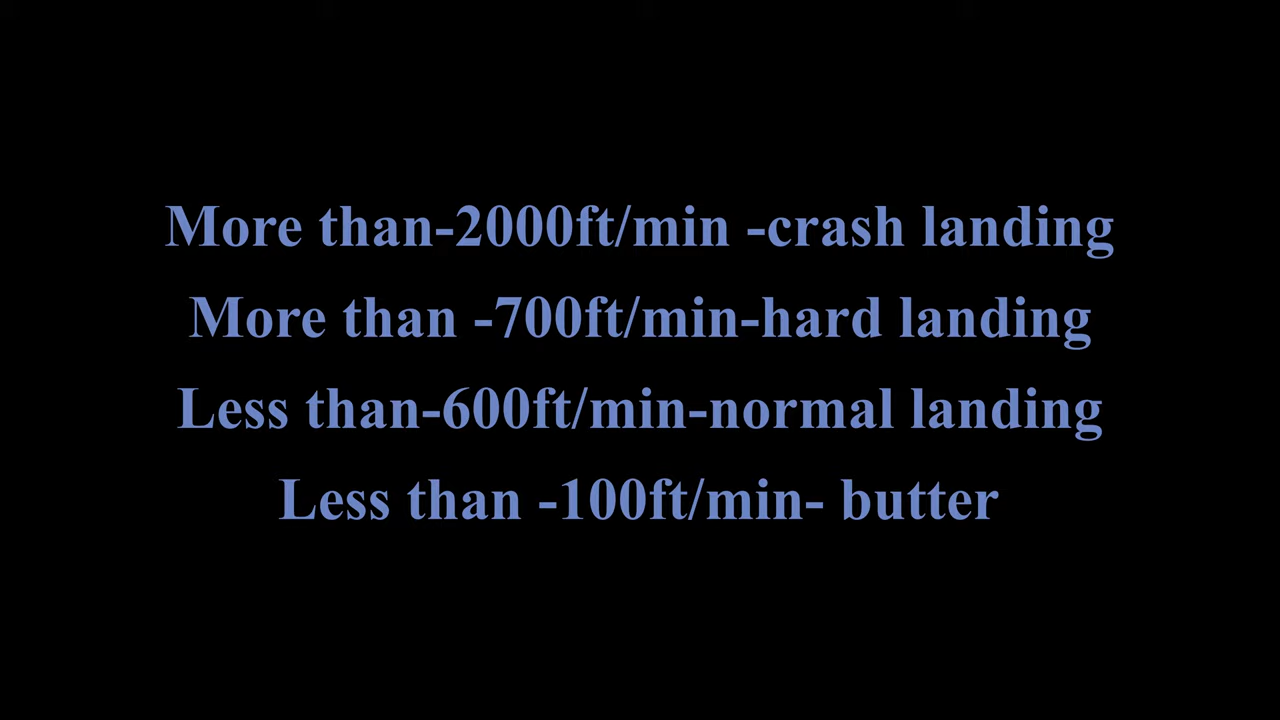 More than-2000ft/min -crash landing
More than -700ft/min-hard landing
Less than-600ft/min-normal landing
Less than -100ft/min- butter